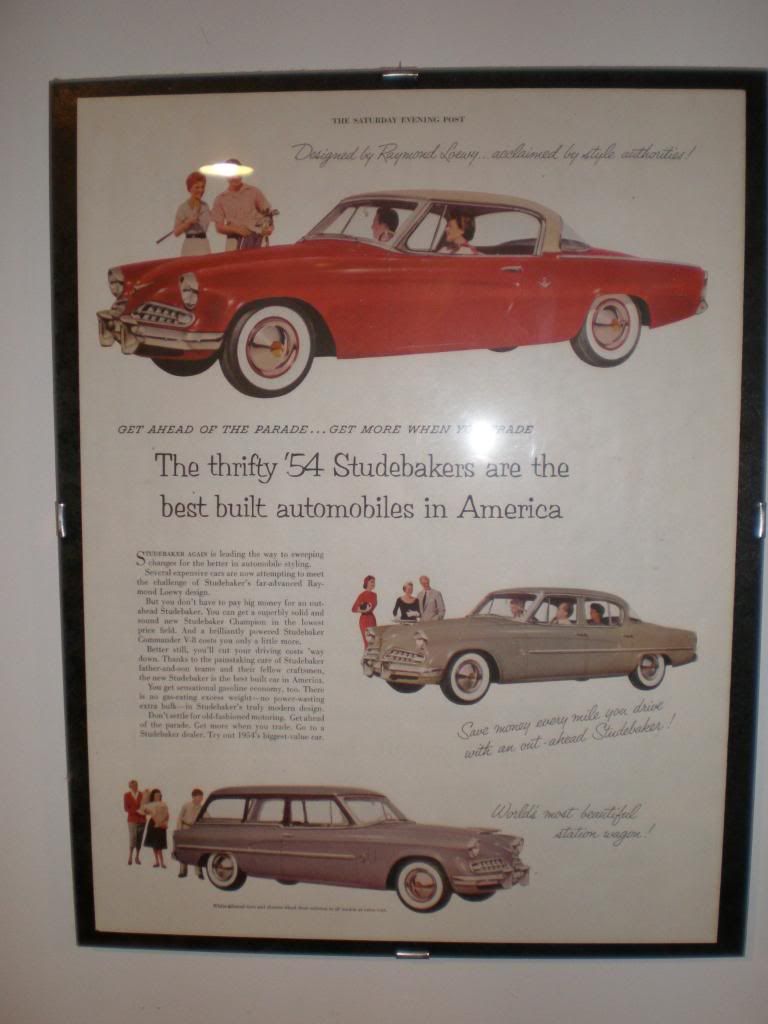 THE SATURDAY EVENING POST
Designed by Raymond Loewy... acclaimed by style authorities!
GET AHEAD OF THE PARADE...GET MORE WHEN YOU TRADE
The thrifty '54 Studebakers are the
best built automobiles in America
STUDEBAKER AGAIN is leading the way to sweeping
changes for the better in automobile styling.
Several expensive cars are now attempting to meet
the challenge of Studebaker's far-advanced Ray-
mond Loewy design.
But you don't have to pay big money for an out-
ahead Studebaker. You can get a superbly solid and
sound new Studebaker Champion in the lowest
price field. And a brilliantly powered Studebaker
Commander V-8 costs you only a little more.
Better still, you'll cut your driving costs 'way
down. Thanks to the painstaking care of Studebaker
father-and-son teams and their fellow craftsmen,
the new Studebaker is the best built car in America.
You get sensational gasoline economy, too. There
is no gas-eating excess weight—no power-wasting
extra bulk—in Studebaker's truly modern design.
Don't settle for old-fashioned motoring. Get ahead
of the parade. Get more when you trade. Go to a
Studebaker dealer. Try out 1954's biggest-value car.
Save money every mile you drive
with an out-ahead Studebaker!
World's most beautiful
station wagon!